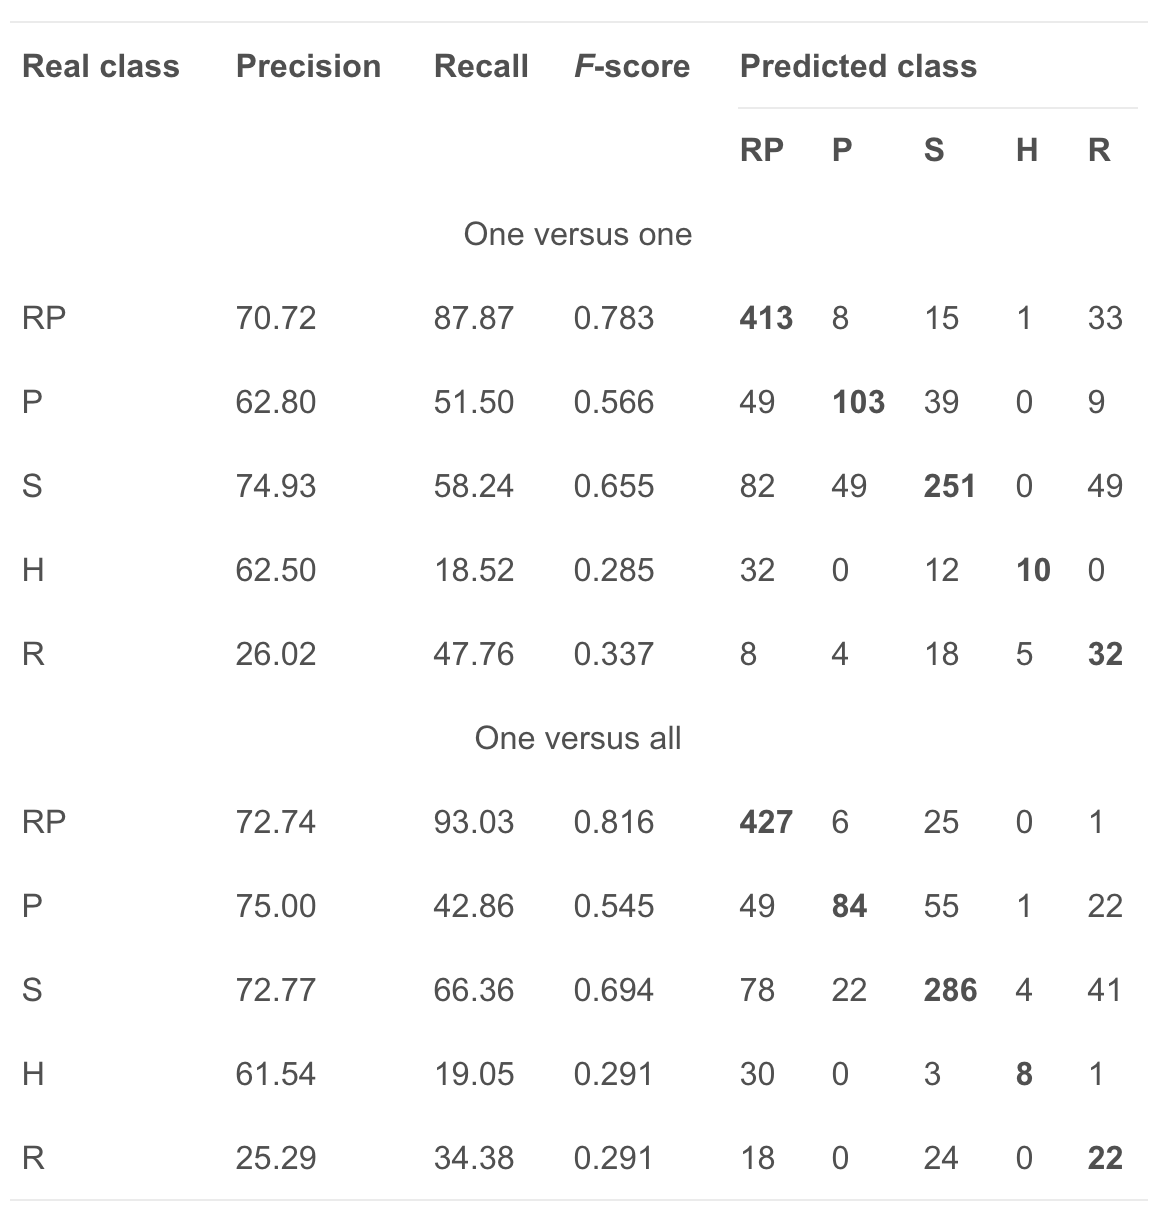 Real class Precision Recall F-score Predicted class
RP P S H R
One versus one
RP 70.72 87.87 0.783 413 8 15 1 33
P 62.80 51.50 0.566 49 103 39 0 9
S 74.93 58.24 0.655 82 49 251 0 49
H 62.50 18.52 0.285 32 0 12 10 0
R 26.02 47.76 0.337 8 4 18 5 32
One versus all
RP 72.74 93.03 0.816 427 6 25 0 1
P 75.00 42.86 0.545 49 84 55 1 22
S 72.77 66.36 0.694 78 22 286 4 41
H 61.54 19.05 0.291 30 0 3 8 1
R 25.29 34.38 0.291 18 0 24 0 22